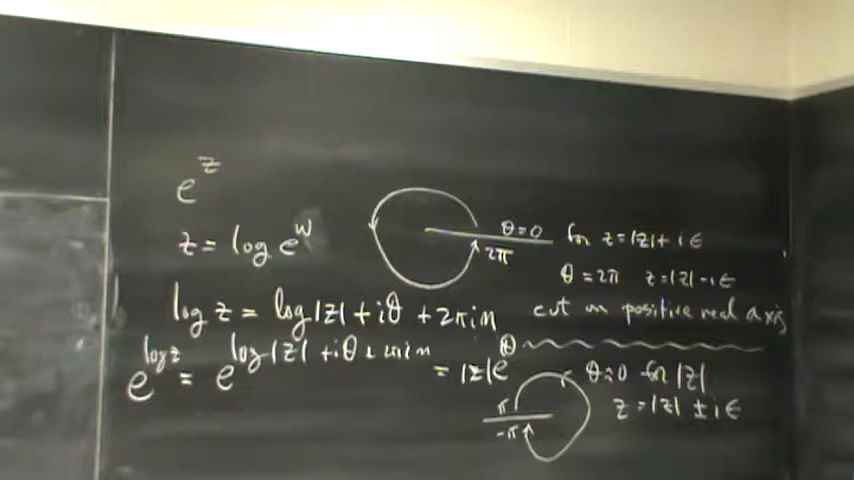 e^z
z = log e^w
θ=0 for z=|z|+iε
2π
θ=2π z=|z|-iε
log z = log|z| + iθ + 2πin
cut on positive real axis
e^{log z} = e^{log|z| + iθ + 2πin} = |z|e^{iθ}
θ=0 for |z|
π z=|z| ± iε
-π